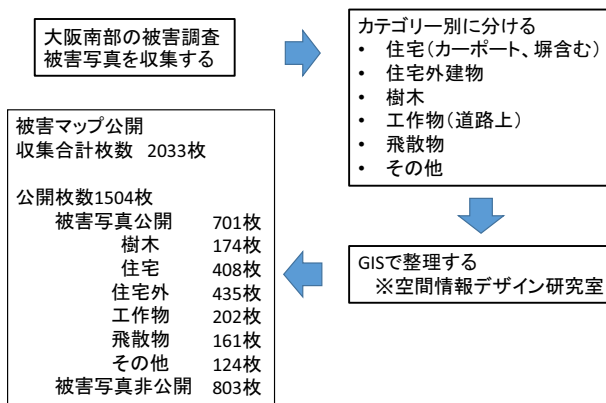 大阪南部の被害調査
被害写真を収集する
カテゴリー別に分ける
• 住宅（カーポート、塀含む）
• 住宅外建物
• 樹木
• 工作物（道路上）
• 飛散物
• その他
GISで整理する
※空間情報デザイン研究室
被害マップ公開
収集合計枚数 2033枚
公開枚数1504枚
被害写真公開 701枚
樹木 174枚
住宅 408枚
住宅外 435枚
工作物 202枚
飛散物 161枚
その他 124枚
被害写真非公開 803枚